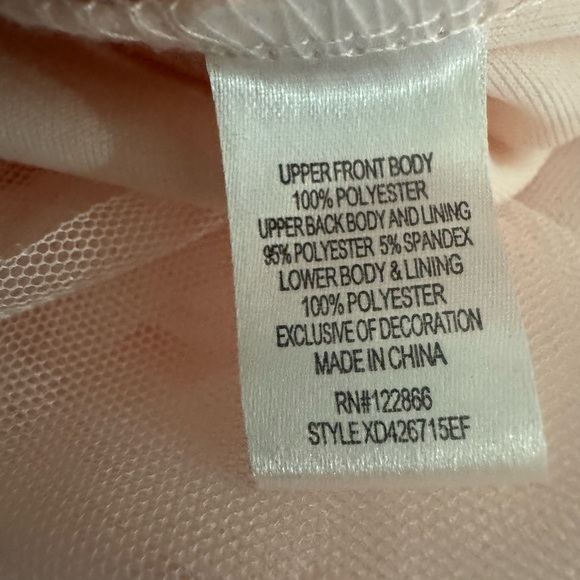 UPPER FRONT BODY
100% POLYESTER
UPPER BACK BODY AND LINING
95% POLYESTER 5% SPANDEX
LOWER BODY & LINING
100% POLYESTER
EXCLUSIVE OF DECORATION
MADE IN CHINA
RN#122866
STYLE XD426715EF